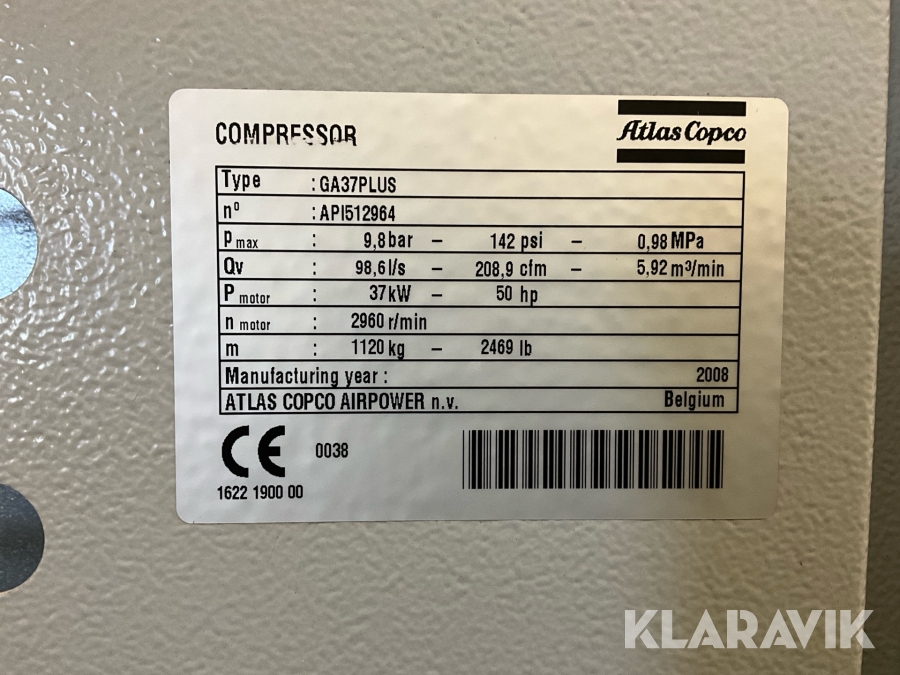 COMPRESSOR
Atlas Copco
Type : GA37PLUS
nº : API512964
P max : 9,8 bar – 142 psi – 0,98 MPa
Qv : 98,6 l/s – 208,9 cfm – 5,92 m³/min
P motor : 37 kW – 50 hp
n motor : 2960 r/min
m : 1120 kg – 2469 lb
Manufacturing year : 2008
ATLAS COPCO AIRPOWER n.v. Belgium
CE 0038
1622 1900 00
KLARAVIK